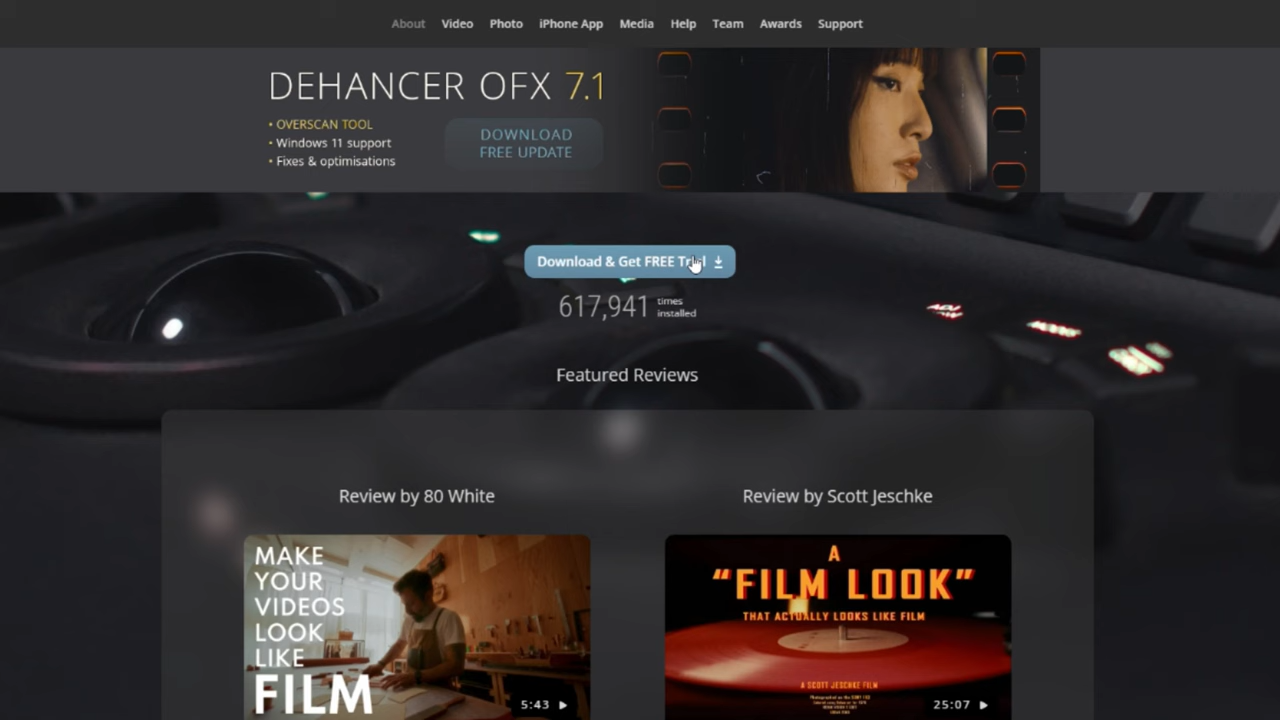 About Video Photo iPhone App Media Help Team Awards Support
DEHANCER OFX 7.1
• OVERSCAN TOOL
• Windows 11 support
• Fixes & optimisations
DOWNLOAD
FREE UPDATE
Download & Get FREE Trial
617,941 times
installed
Featured Reviews
Review by 80 White
Review by Scott Jeschke
MAKE
YOUR
VIDEOS
LOOK
LIKE
FILM
5:43
A
“FILM LOOK”
THAT ACTUALLY LOOKS LIKE FILM
A SCOTT JESCHKE FILM
25:07